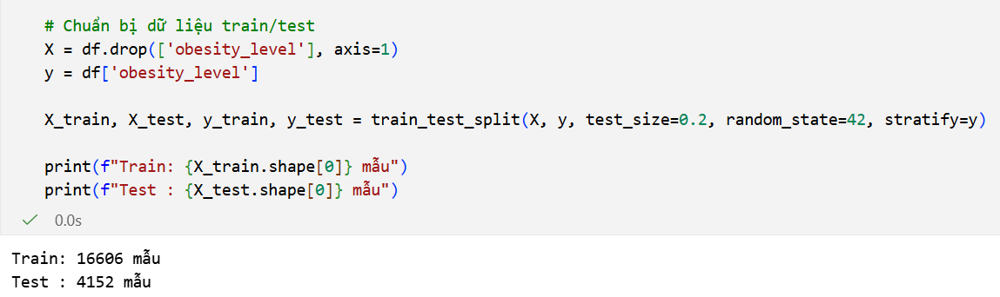 # Chuẩn bị dữ liệu train/test
X = df.drop(['obesity_level'], axis=1)
y = df['obesity_level']
X_train, X_test, y_train, y_test = train_test_split(X, y, test_size=0.2, random_state=42, stratify=y)
print(f"Train: {X_train.shape[0]} mẫu")
print(f"Test : {X_test.shape[0]} mẫu")
0.0s
Train: 16606 mẫu
Test : 4152 mẫu